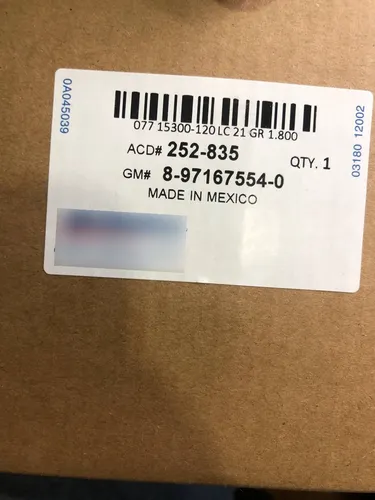 0A045039
077 15300-120 LC 21 GR 1.800
ACD# 252-835 QTY. 1
GM# 8-97167554-0
MADE IN MEXICO
03180 12002